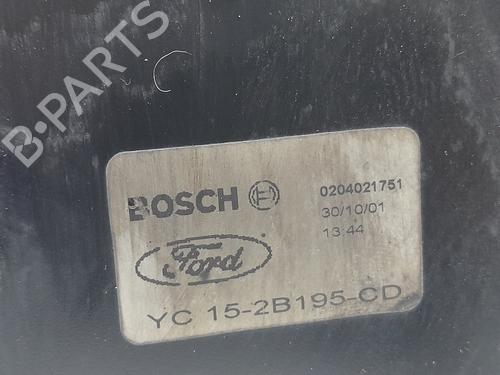 B-PARTS
BOSCH 0204021751
30/10/01
13:44
Ford
YC 15-2B195-CD